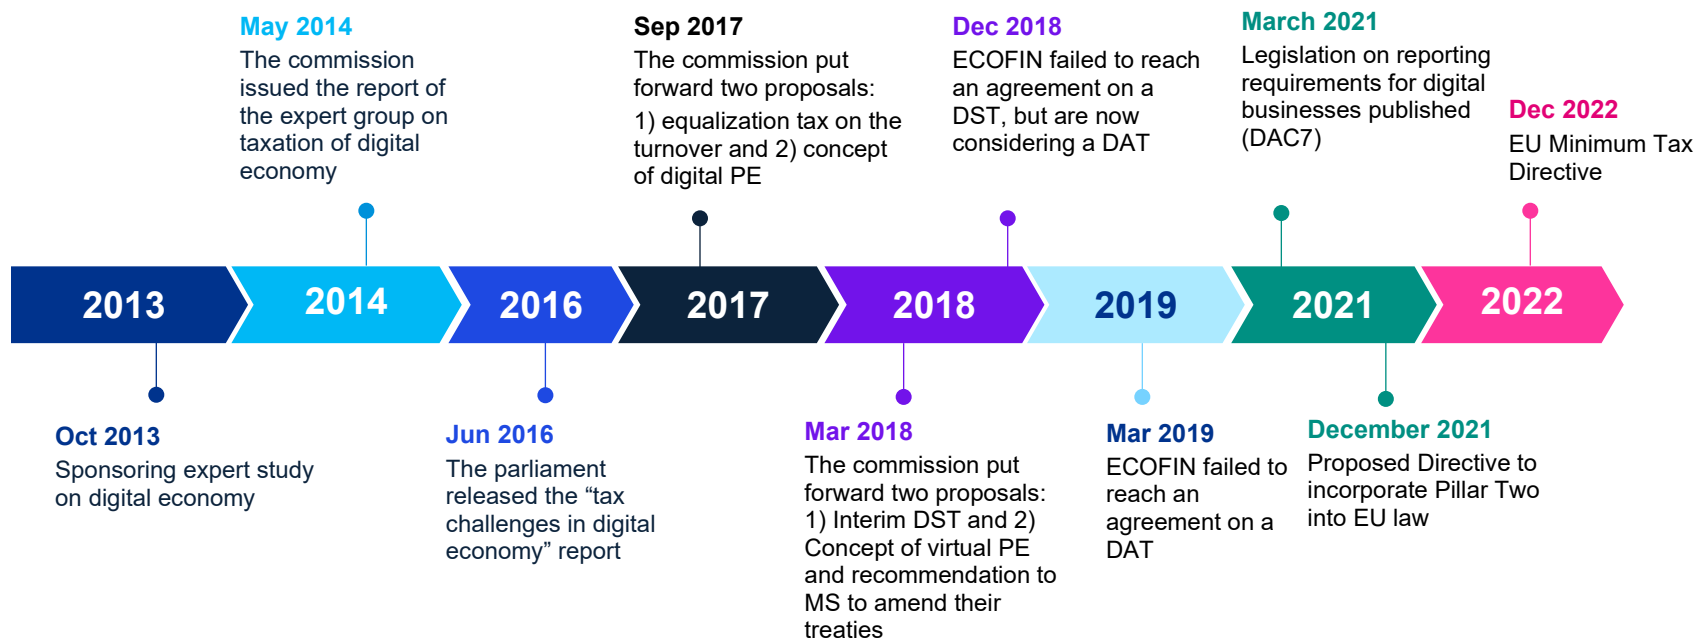 May 2014
The commission
issued the report of
the expert group on
taxation of digital
economy
Sep 2017
The commission put
forward two proposals:
1) equalization tax on the
turnover and 2) concept
of digital PE
Dec 2018
ECOFIN failed to reach
an agreement on a
DST, but are now
considering a DAT
March 2021
Legislation on reporting
requirements for digital
businesses published
(DAC7)
Dec 2022
EU Minimum Tax
Directive
2013
2014
2016
2017
2018
2019
2021
2022
Oct 2013
Sponsoring expert study
on digital economy
Jun 2016
The parliament
released the “tax
challenges in digital
economy” report
Mar 2018
The commission put
forward two proposals:
1) Interim DST and 2)
Concept of virtual PE
and recommendation to
MS to amend their
treaties
Mar 2019
ECOFIN failed to
reach an
agreement on a
DAT
December 2021
Proposed Directive to
incorporate Pillar Two
into EU law